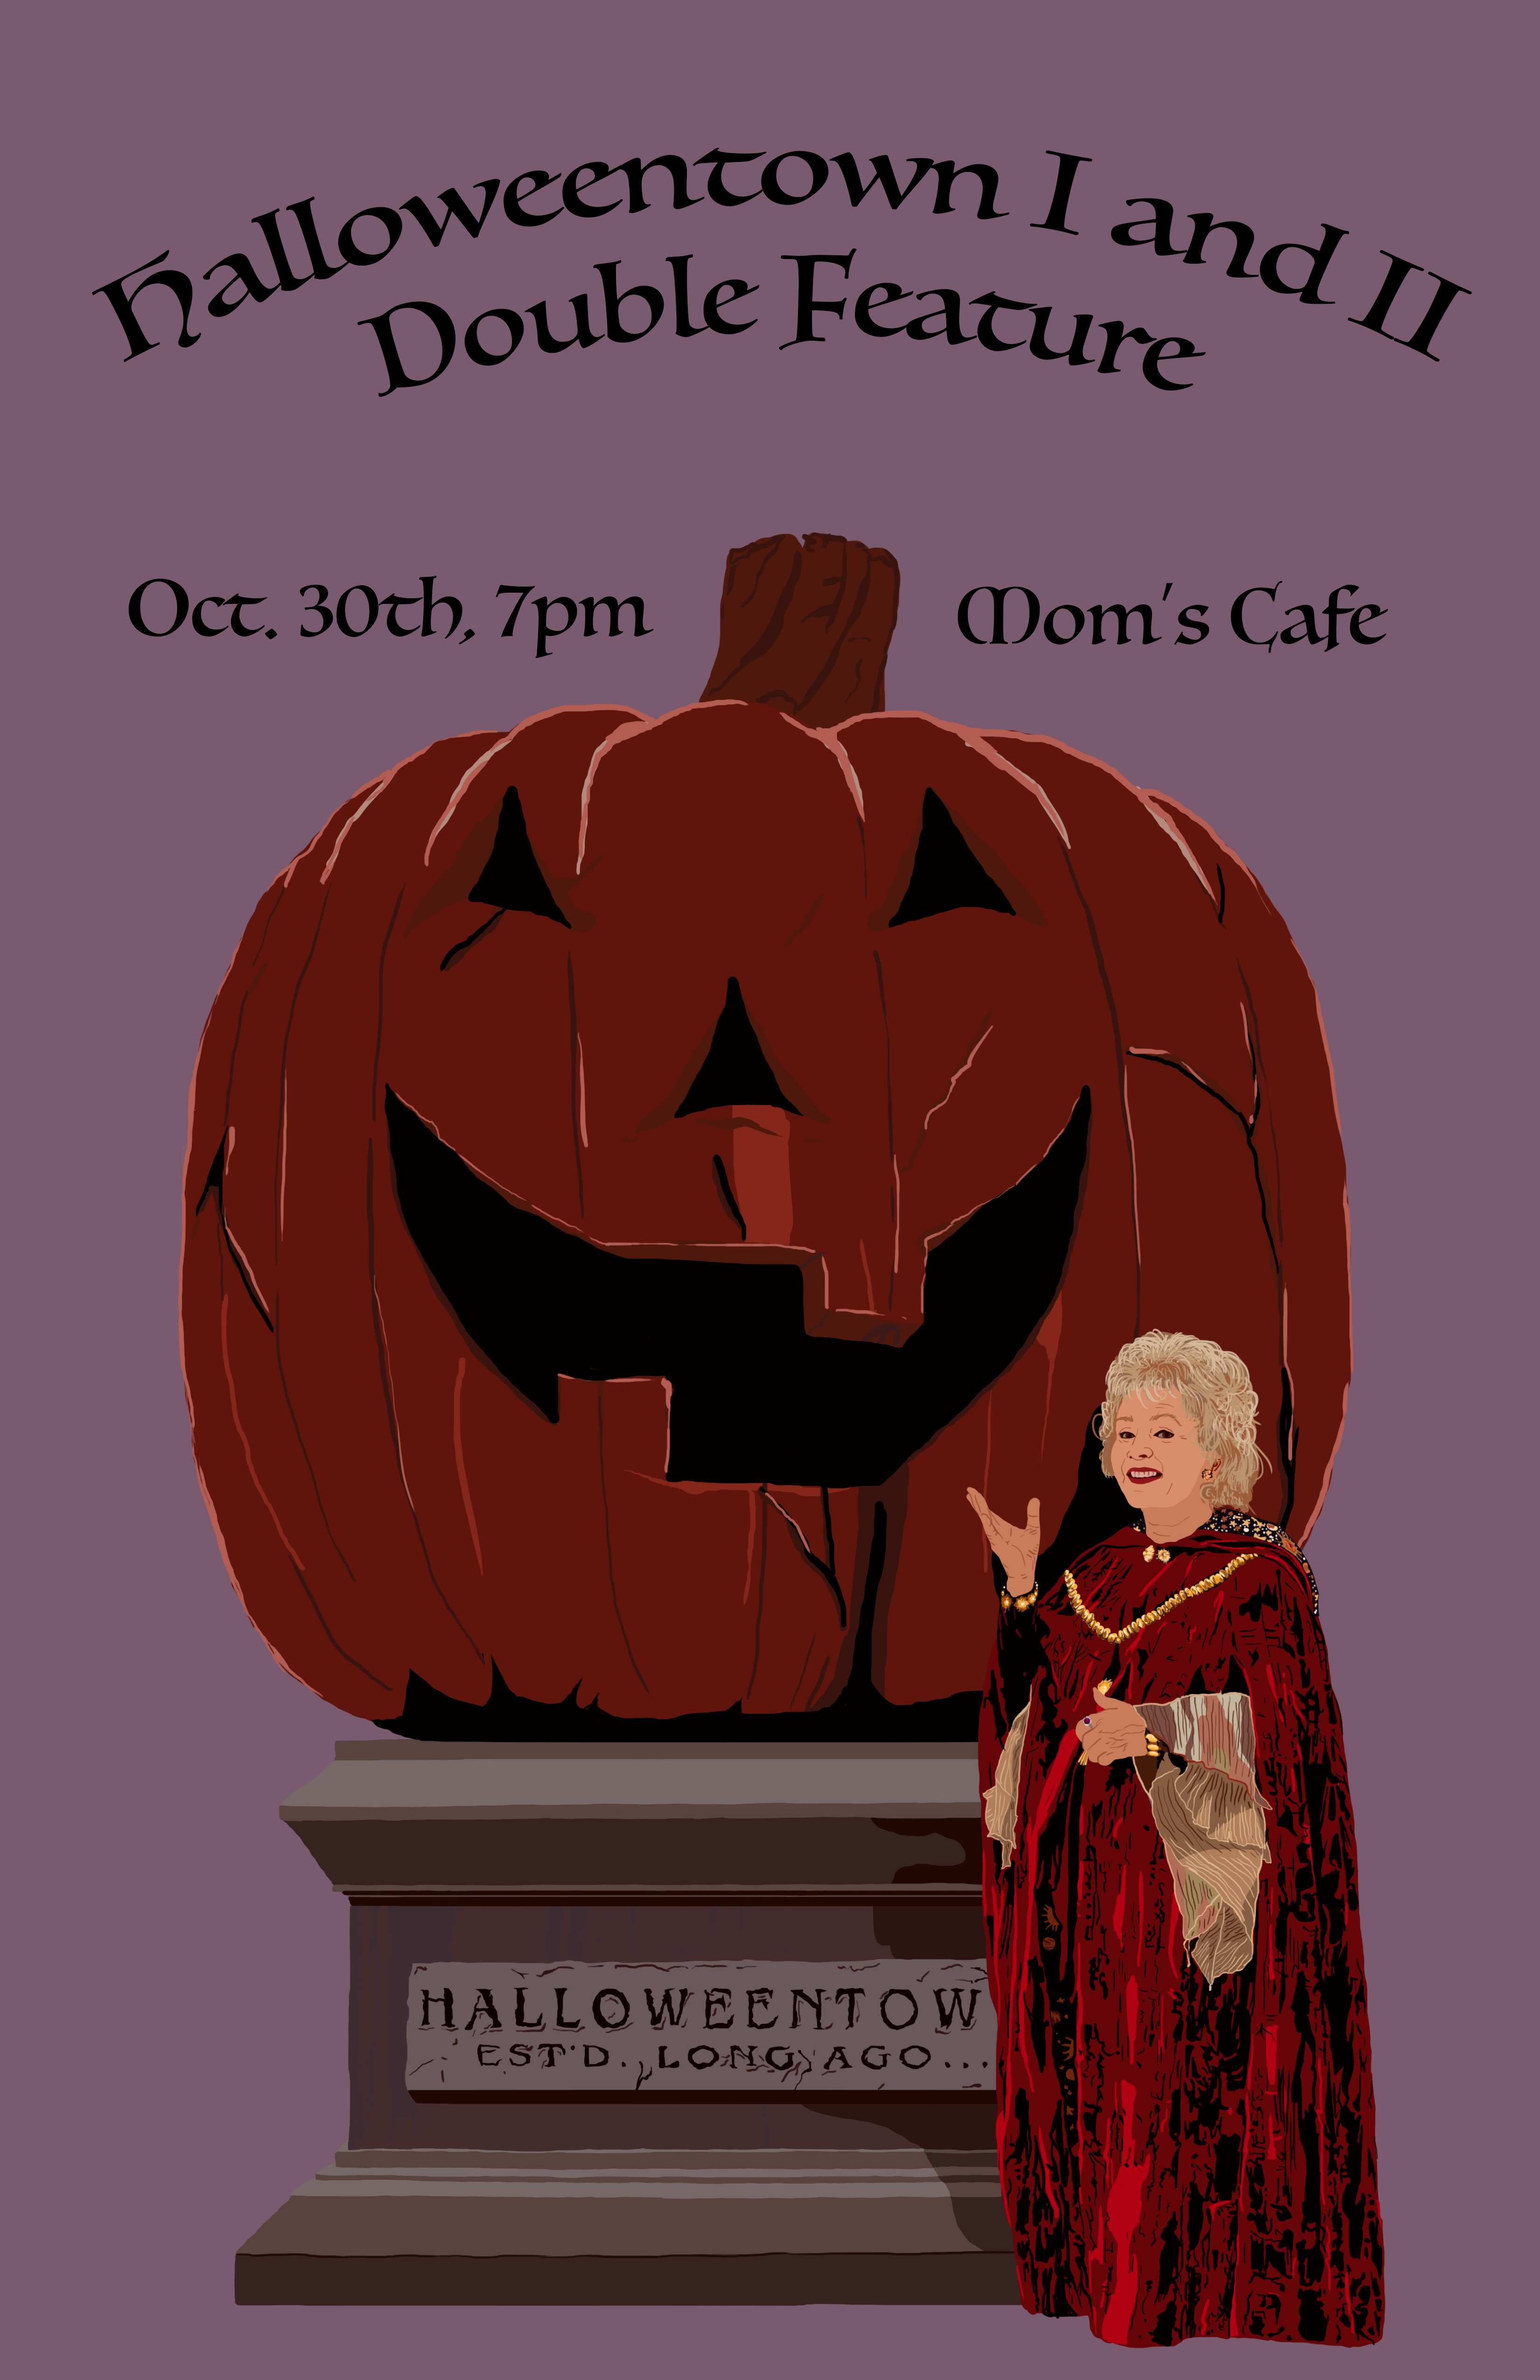 Halloweentown I and II
Double Feature
Oct. 30th, 7pm
Mom's Cafe
HALLOWEENTOW
EST'D. LONG AGO...